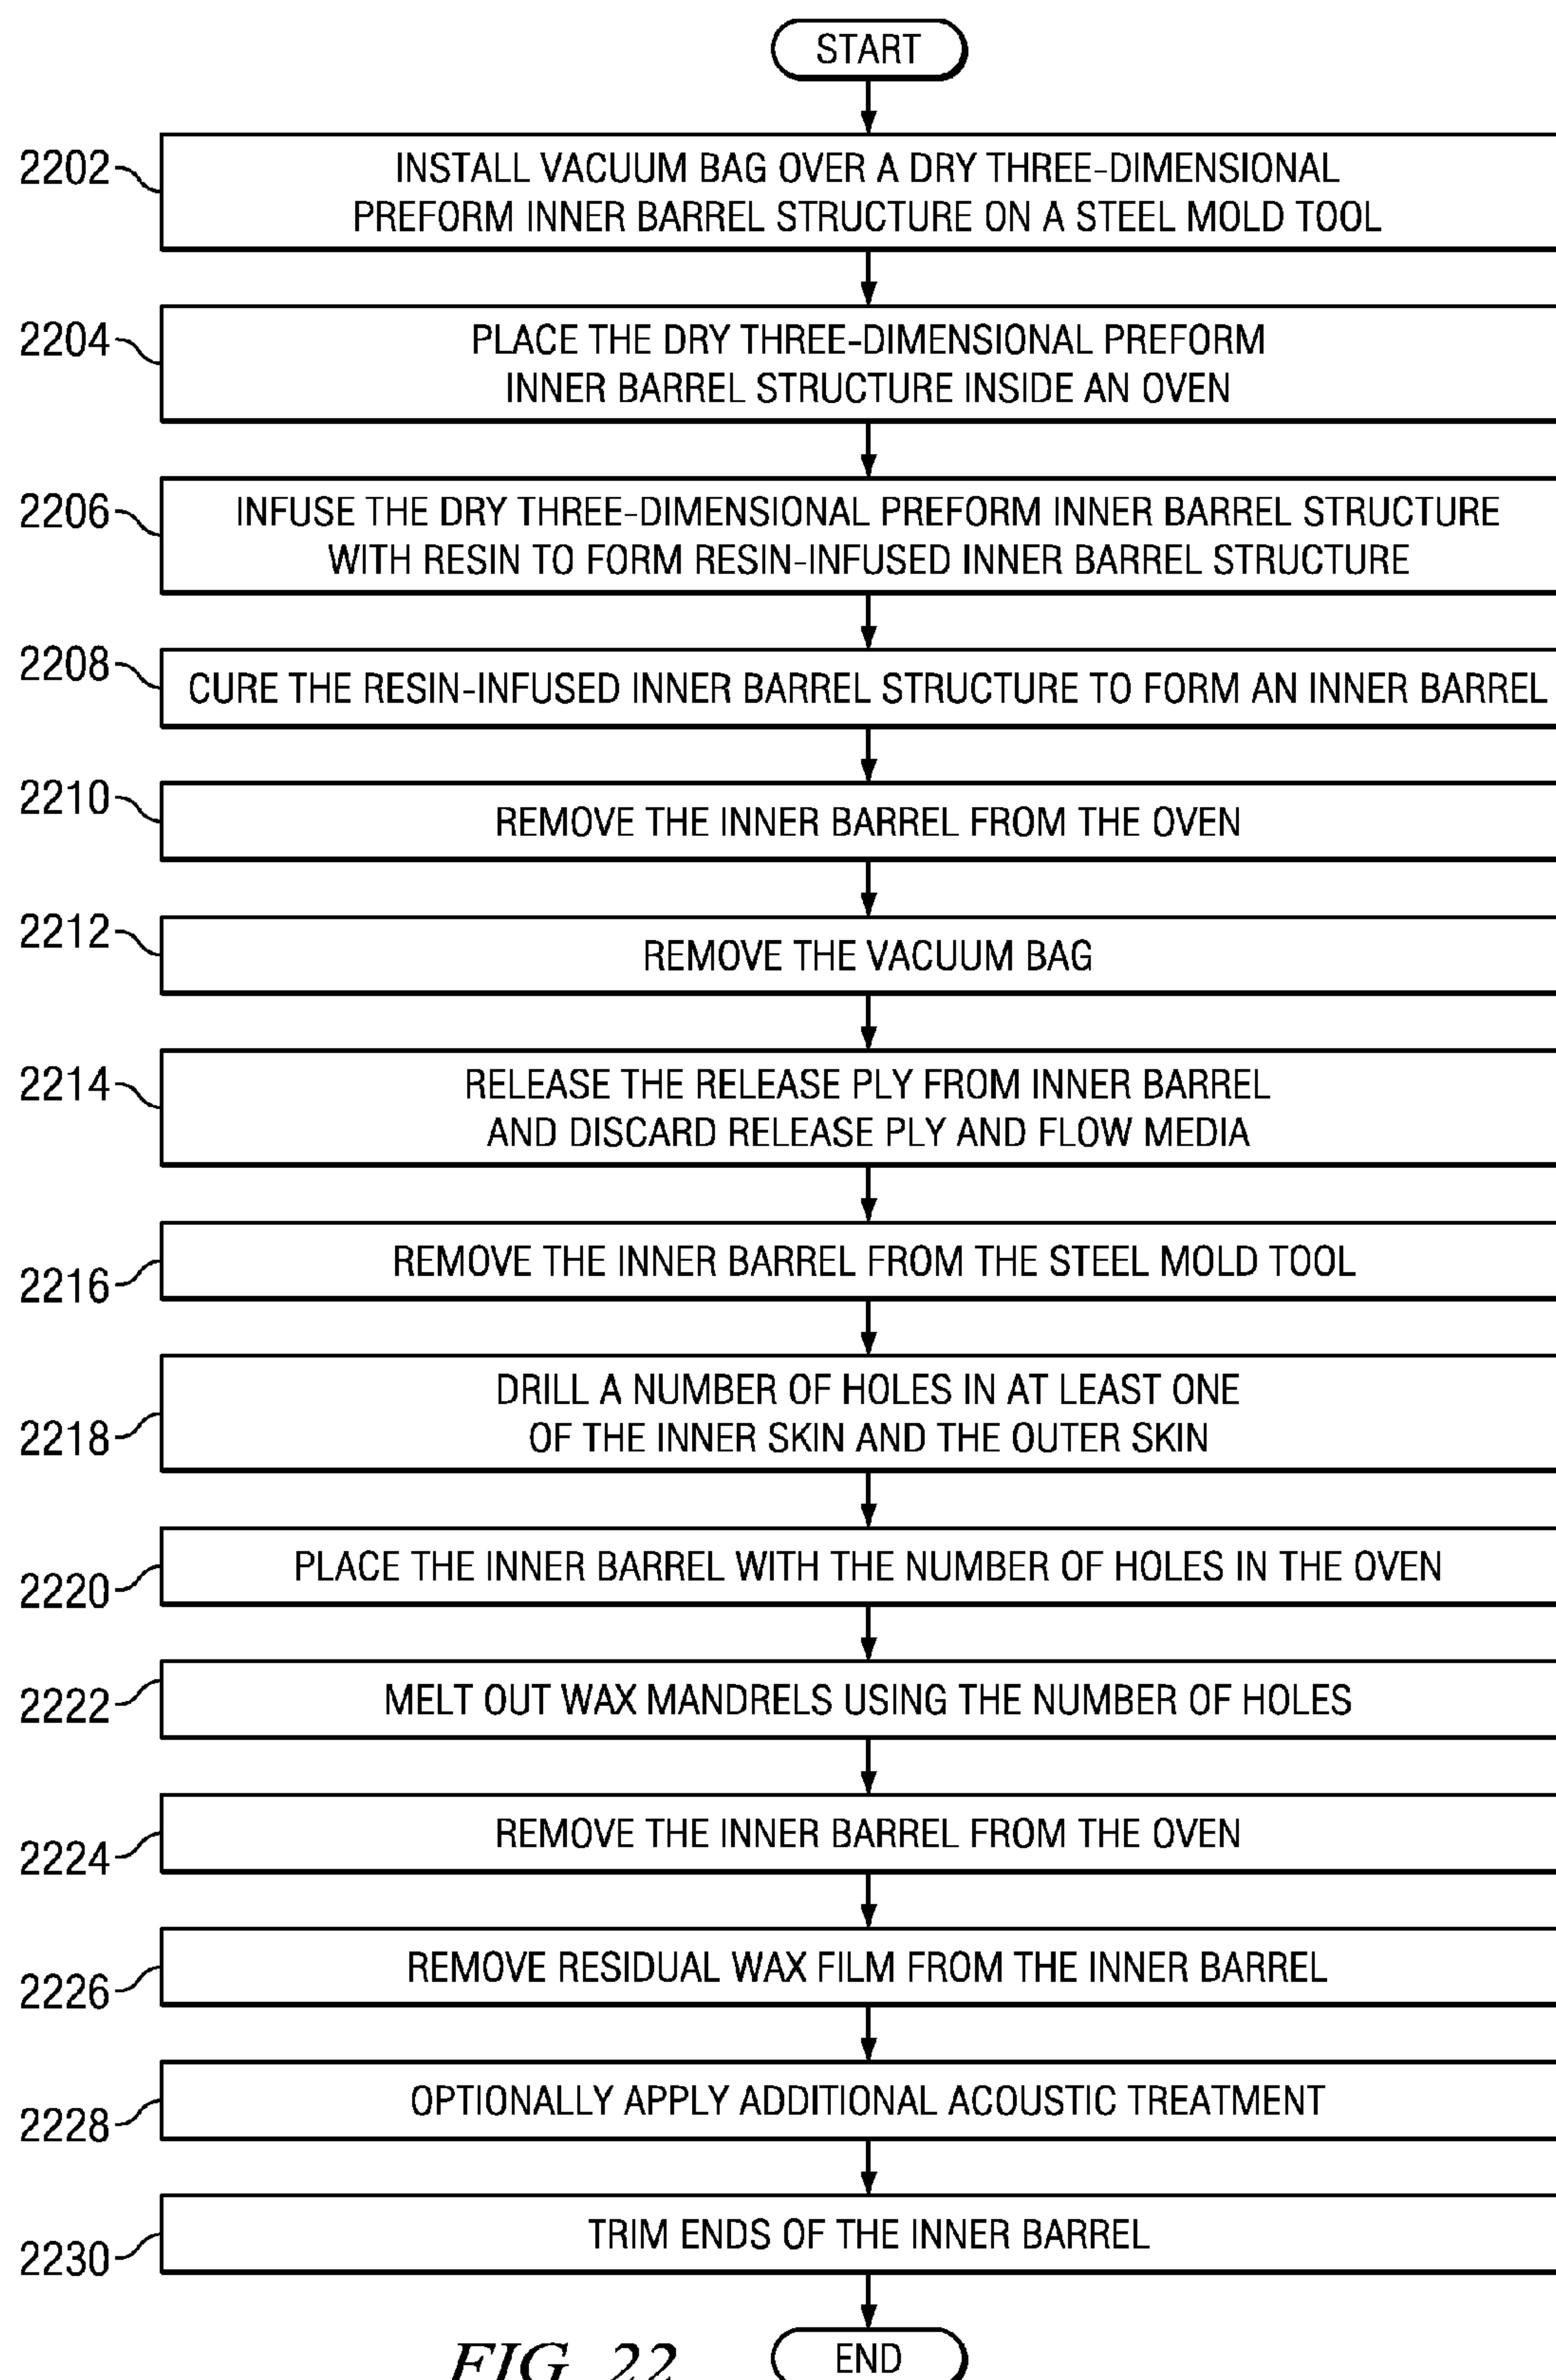 START
2202
INSTALL VACUUM BAG OVER A DRY THREE-DIMENSIONAL
PREFORM INNER BARREL STRUCTURE ON A STEEL MOLD TOOL
2204
PLACE THE DRY THREE-DIMENSIONAL PREFORM
INNER BARREL STRUCTURE INSIDE AN OVEN
2206
INFUSE THE DRY THREE-DIMENSIONAL PREFORM INNER BARREL STRUCTURE
WITH RESIN TO FORM RESIN-INFUSED INNER BARREL STRUCTURE
2208
CURE THE RESIN-INFUSED INNER BARREL STRUCTURE TO FORM AN INNER BARREL
2210
REMOVE THE INNER BARREL FROM THE OVEN
2212
REMOVE THE VACUUM BAG
2214
RELEASE THE RELEASE PLY FROM INNER BARREL
AND DISCARD RELEASE PLY AND FLOW MEDIA
2216
REMOVE THE INNER BARREL FROM THE STEEL MOLD TOOL
2218
DRILL A NUMBER OF HOLES IN AT LEAST ONE
OF THE INNER SKIN AND THE OUTER SKIN
2220
PLACE THE INNER BARREL WITH THE NUMBER OF HOLES IN THE OVEN
2222
MELT OUT WAX MANDRELS USING THE NUMBER OF HOLES
2224
REMOVE THE INNER BARREL FROM THE OVEN
2226
REMOVE RESIDUAL WAX FILM FROM THE INNER BARREL
2228
OPTIONALLY APPLY ADDITIONAL ACOUSTIC TREATMENT
2230
TRIM ENDS OF THE INNER BARREL
END
FIG. 22